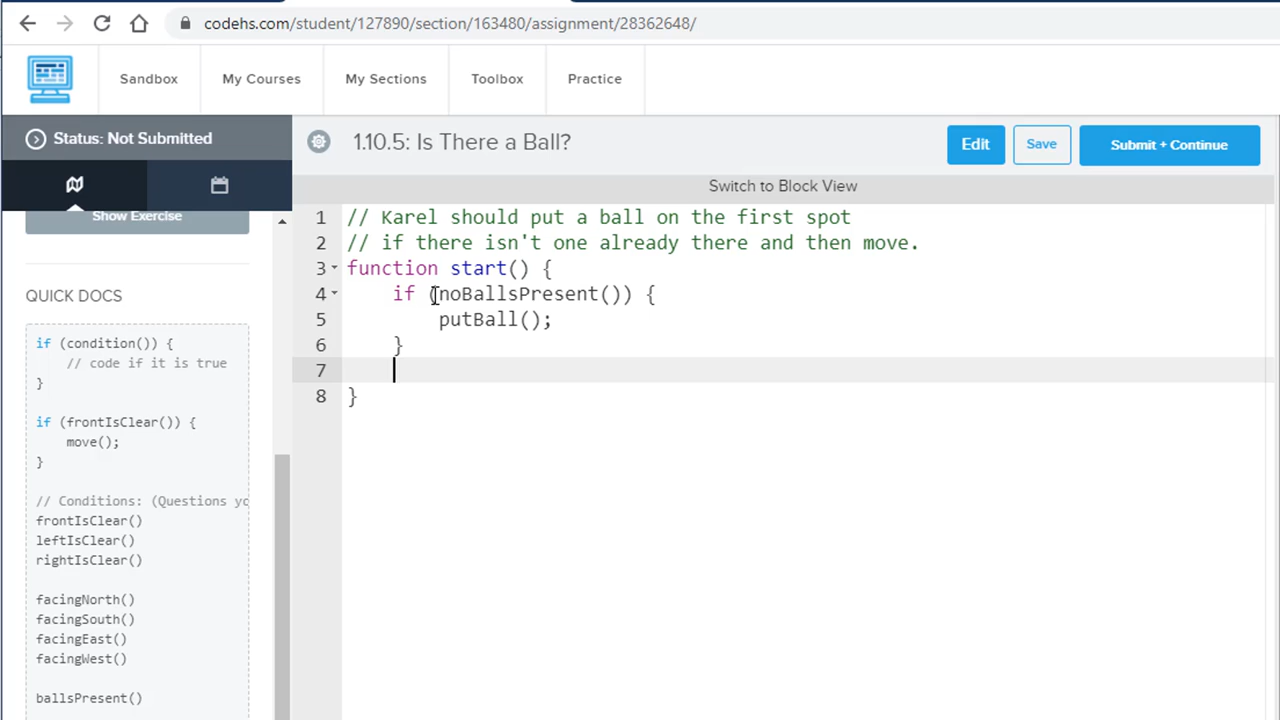 codehs.com/student/127890/section/163480/assignment/28362648/
Sandbox
My Courses
My Sections
Toolbox
Practice
Status: Not Submitted
1.10.5: Is There a Ball?
Edit
Save
Submit + Continue
Switch to Block View
Show Exercise
QUICK DOCS
if (condition()) {
// code if it is true
}
if (frontIsClear()) {
move();
}
// Conditions: (Questions yo
frontIsClear()
leftIsClear()
rightIsClear()
facingNorth()
facingSouth()
facingEast()
facingWest()
ballsPresent()
1 // Karel should put a ball on the first spot
2 // if there isn't one already there and then move.
3 function start() {
4 if (noBallsPresent()) {
5 putBall();
6 }
7
8 }